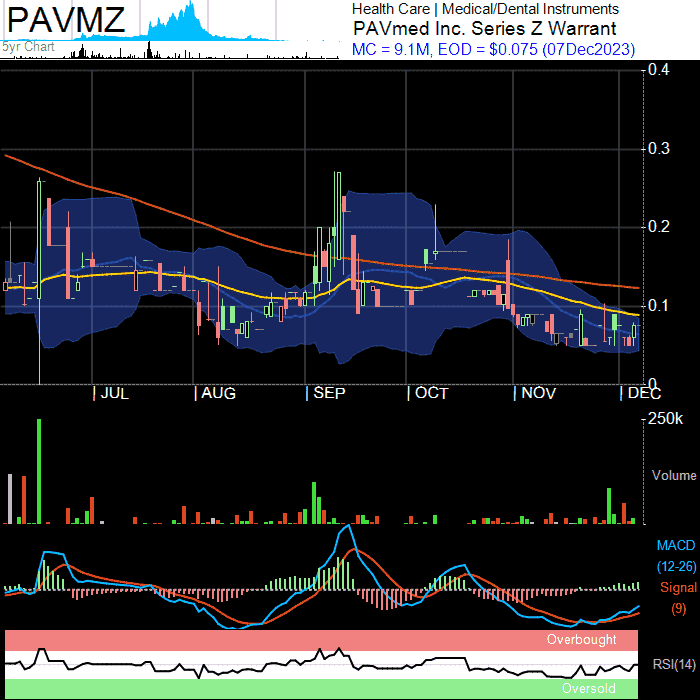 PAVMZ
5yr Chart
Health Care | Medical/Dental Instruments
PAVmed Inc. Series Z Warrant
MC = 9.1M, EOD = $0.075 (07Dec2023)
0.4
0.3
0.2
0.1
0
| JUL | AUG | SEP | OCT | NOV | DEC
250k
Volume
MACD
(12-26)
Signal
(9)
Overbought
RSI(14)
Oversold